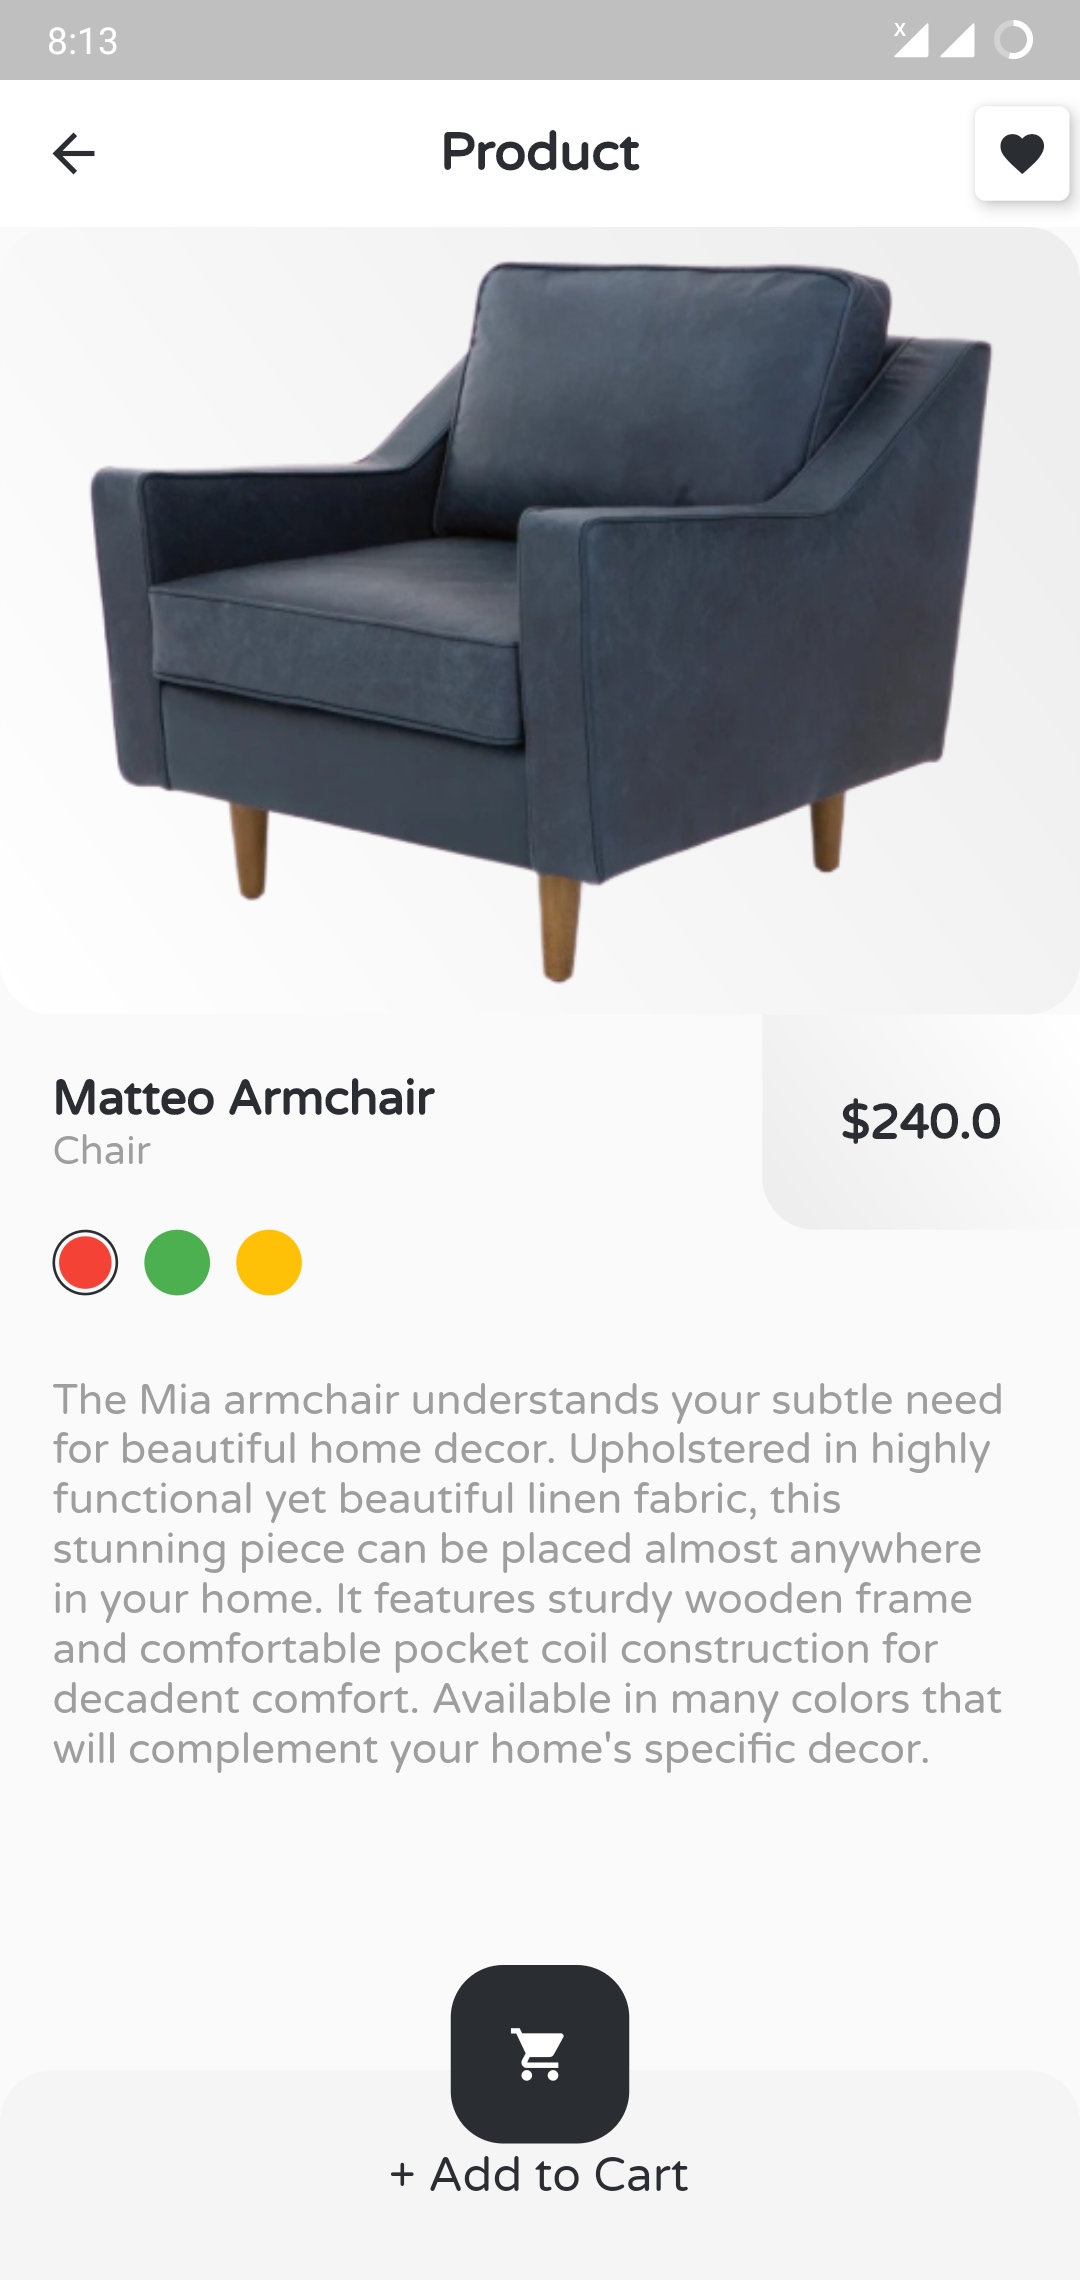 8:13
x
Product
Matteo Armchair
$240.0
Chair
The Mia armchair understands your subtle need
for beautiful home decor. Upholstered in highly
functional yet beautiful linen fabric, this
stunning piece can be placed almost anywhere
in your home. It features sturdy wooden frame
and comfortable pocket coil construction for
decadent comfort. Available in many colors that
will complement your home's specific decor.
+ Add to Cart